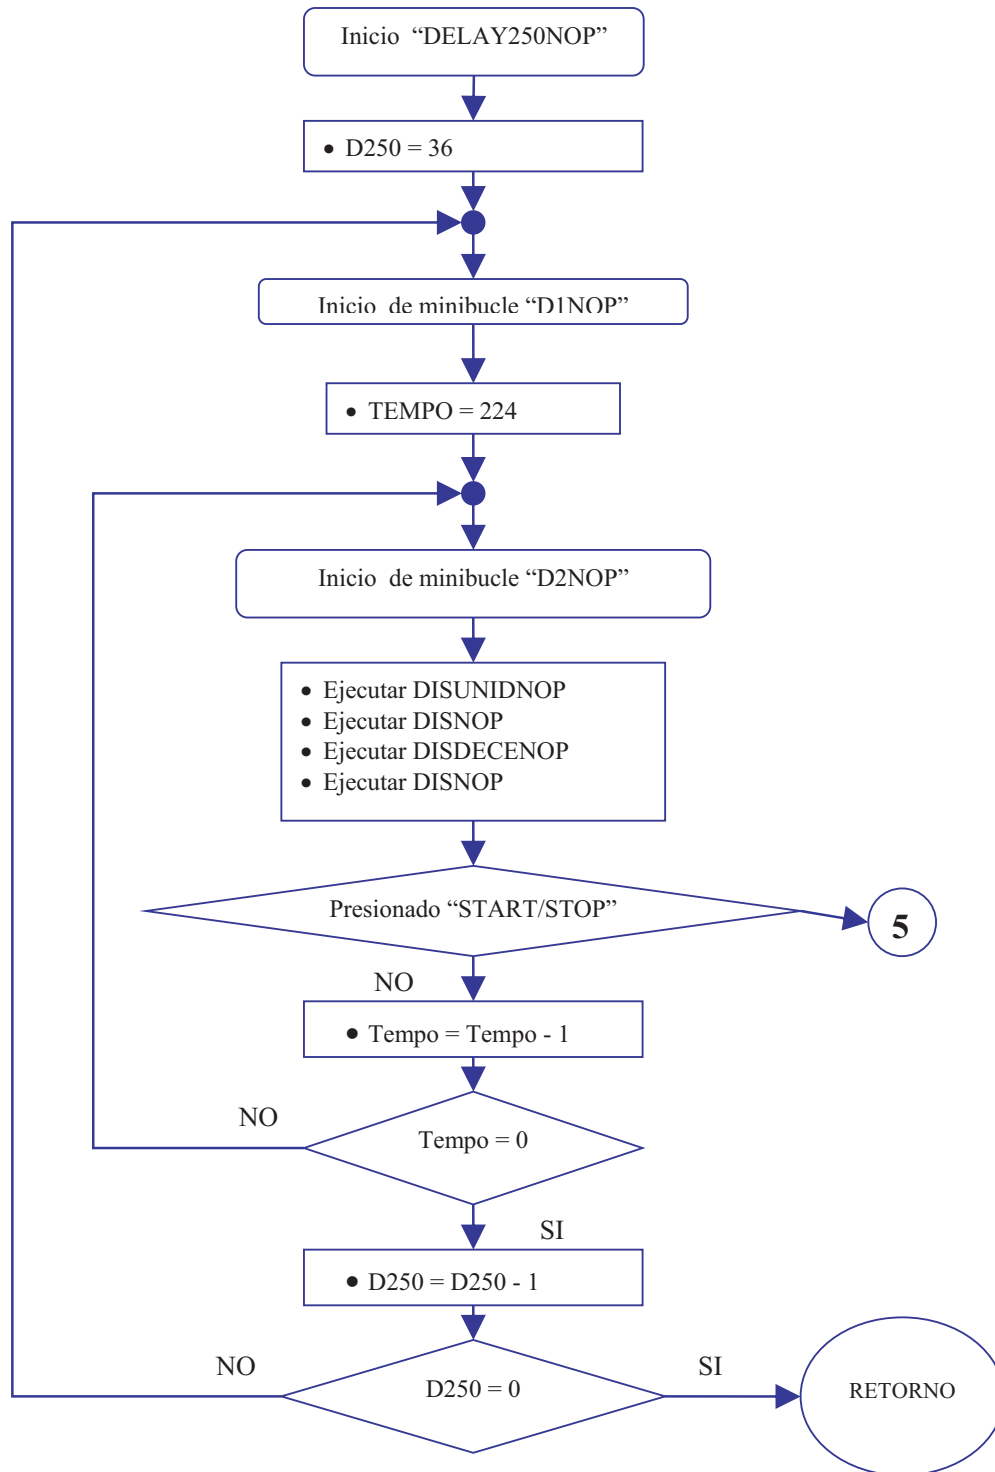 Inicio “DELAY250NOP”
• D250 = 36
Inicio de minibucle “D1NOP”
• TEMPO = 224
Inicio de minibucle “D2NOP”
• Ejecutar DISUNIDNOP
• Ejecutar DISNOP
• Ejecutar DISDECENOP
• Ejecutar DISNOP
Presionado “START/STOP”
5
NO
• Tempo = Tempo - 1
NO
Tempo = 0
SI
• D250 = D250 - 1
NO
SI
D250 = 0
RETORNO